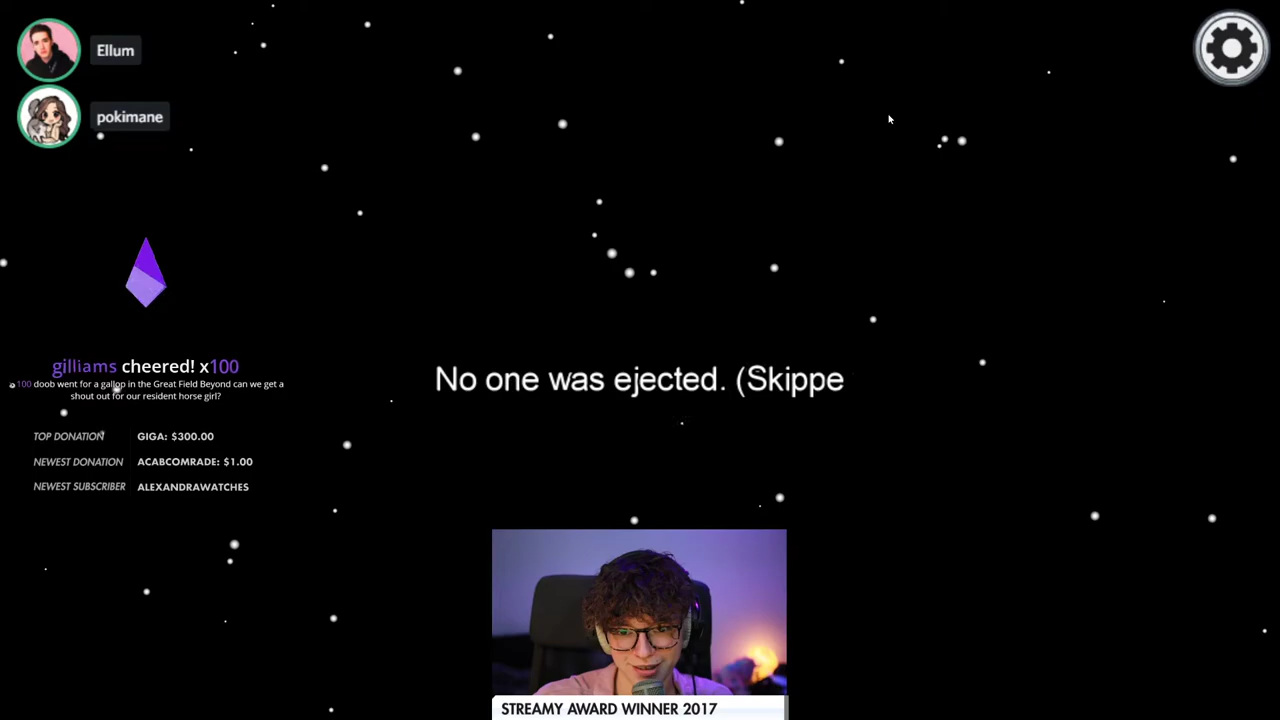 Ellum
pokimane
gilliams cheered! x100
100 doob went for a gallop in the Great Field Beyond can we get a
shout out for our resident horse girl?
TOP DONATION GIGA: $300.00
NEWEST DONATION ACABCOMRADE: $1.00
NEWEST SUBSCRIBER ALEXANDRAWATCHES
No one was ejected. (Skippe
STREAMY AWARD WINNER 2017